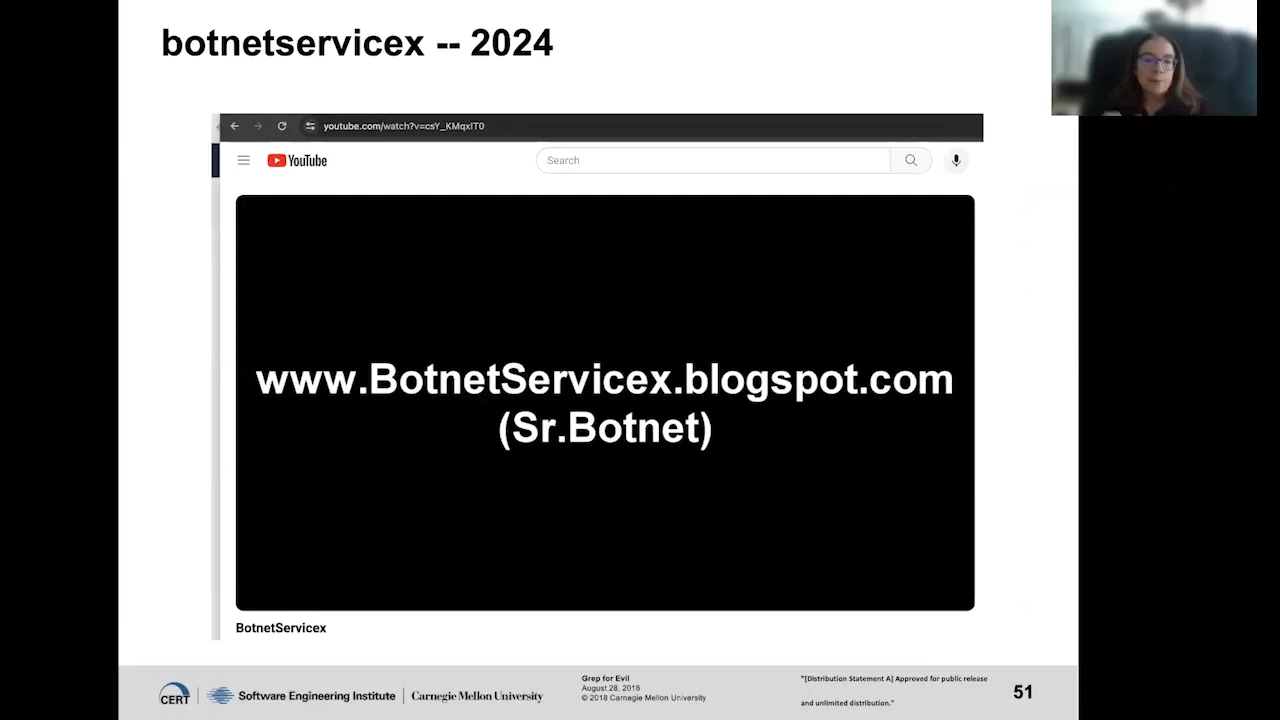 botnetservicex -- 2024
youtube.com/watch?v=csY_KMqxIT0
YouTube
Search
www.BotnetServicex.blogspot.com
(Sr.Botnet)
BotnetServicex
CERT
Software Engineering Institute
Carnegie Mellon University
Grep for Evil
August 28, 2018
© 2018 Carnegie Mellon University
"[Distribution Statement A] Approved for public release
and unlimited distribution."
51